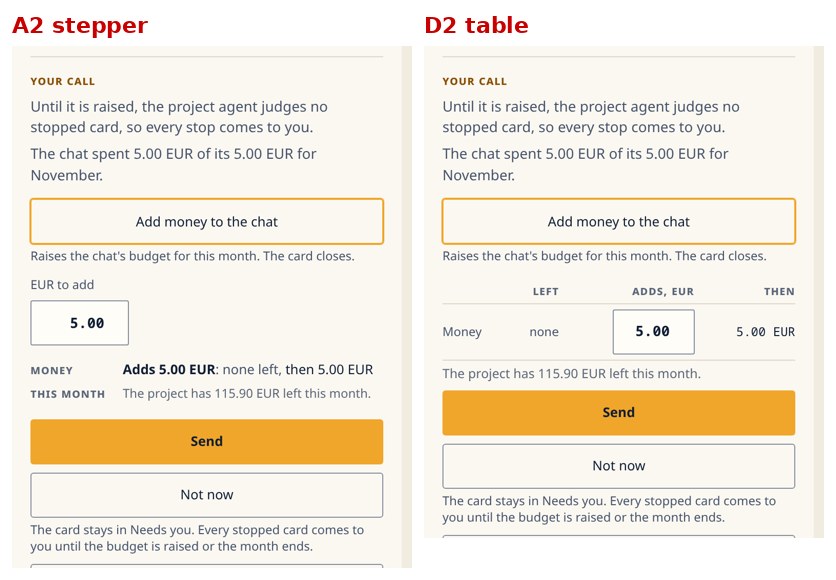 A2 stepper
YOUR CALL
Until it is raised, the project agent judges no
stopped card, so every stop comes to you.
The chat spent 5.00 EUR of its 5.00 EUR for
November.
Add money to the chat
Raises the chat's budget for this month. The card closes.
EUR to add
5.00
MONEY Adds 5.00 EUR: none left, then 5.00 EUR
THIS MONTH The project has 115.90 EUR left this month.
Send
Not now
The card stays in Needs you. Every stopped card comes to
you until the budget is raised or the month ends.
D2 table
YOUR CALL
Until it is raised, the project agent judges no
stopped card, so every stop comes to you.
The chat spent 5.00 EUR of its 5.00 EUR for
November.
Add money to the chat
Raises the chat's budget for this month. The card closes.
LEFT ADDS, EUR THEN
Money none 5.00 5.00 EUR
The project has 115.90 EUR left this month.
Send
Not now
The card stays in Needs you. Every stopped card comes to
you until the budget is raised or the month ends.